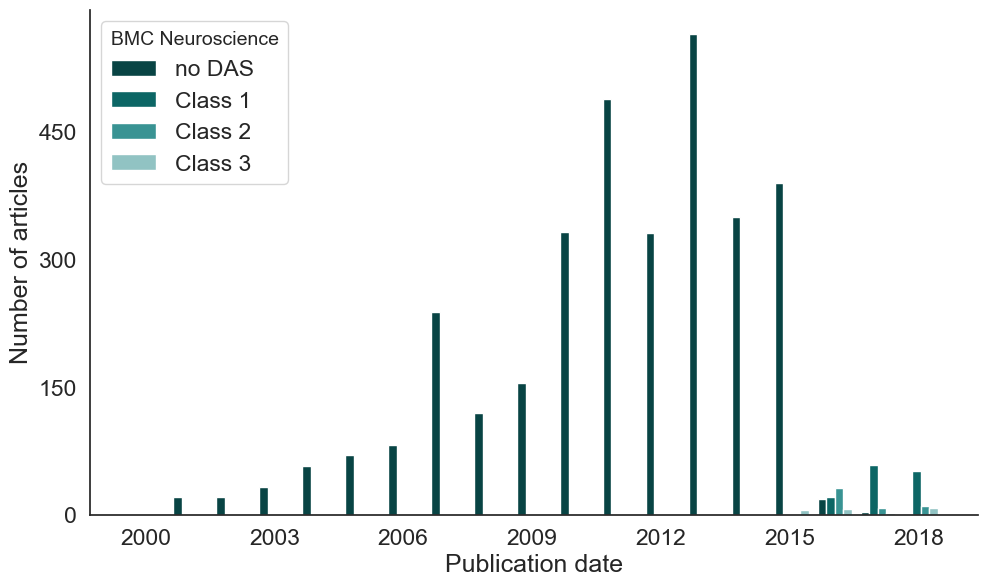 BMC Neuroscience
no DAS
Class 1
Class 2
Class 3
Number of articles
450
300
150
0
2000 2003 2006 2009 2012 2015 2018
Publication date